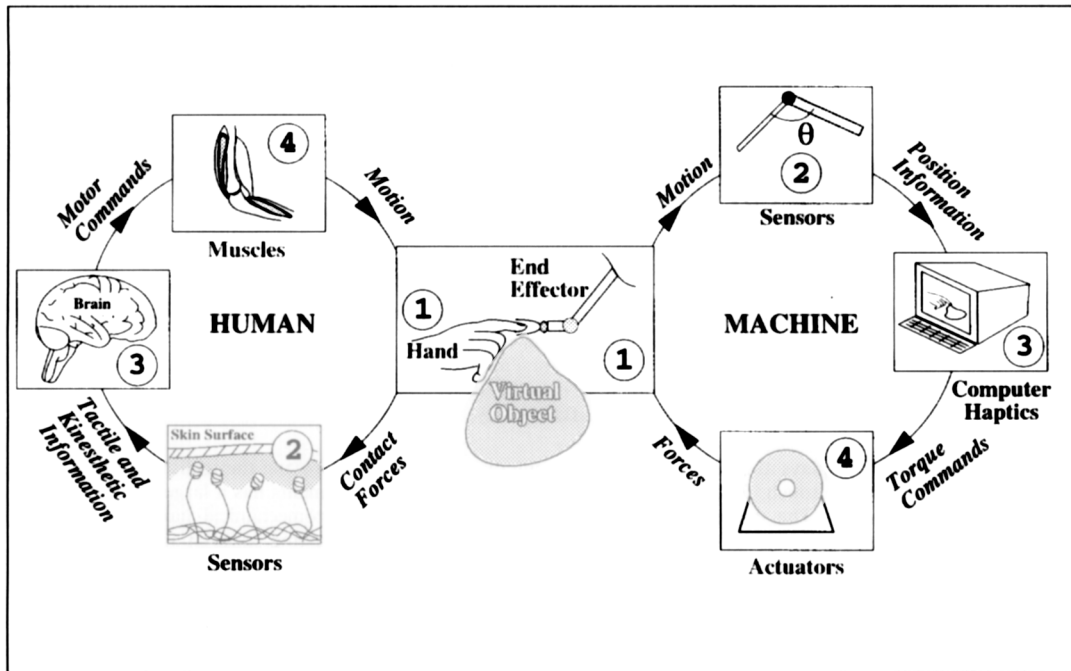 4
Muscles
Motor
Commands
Motion
Brain
3
HUMAN
Tactile and
Kinesthetic
Information
Skin Surface
2
Sensors
Contact
Forces
1
Hand
End
Effector
1
Virtual
Object
Motion
θ
2
Sensors
Position
Information
MACHINE
3
Computer
Haptics
Torque
Commands
4
Actuators
Forces